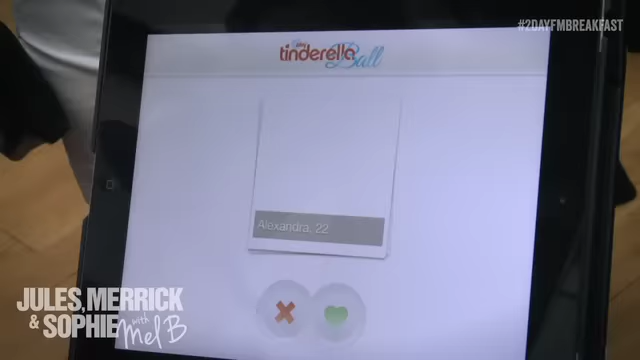 #2DAYFMBREAKFAST
tinderella
Ball
Alexandra, 22
JULES, MERRICK
& SOPHIE with Mel B